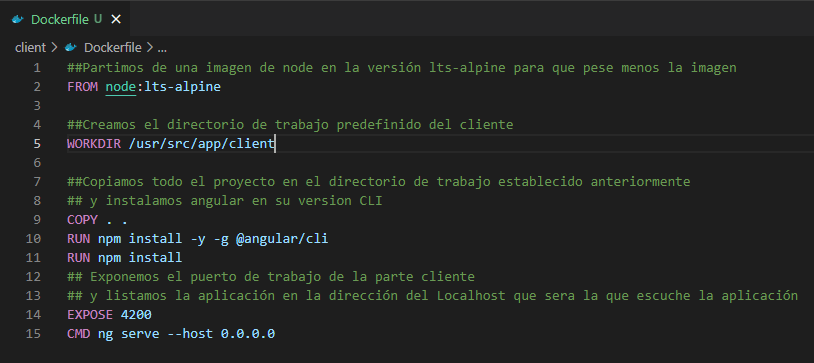 Dockerfile U
client > Dockerfile > ...
1 ##Partimos de una imagen de node en la versión lts-alpine para que pese menos la imagen
2 FROM node:lts-alpine
3
4 ##Creamos el directorio de trabajo predefinido del cliente
5 WORKDIR /usr/src/app/client
6
7 ##Copiamos todo el proyecto en el directorio de trabajo establecido anteriormente
8 ## y instalamos angular en su version CLI
9 COPY . .
10 RUN npm install -y -g @angular/cli
11 RUN npm install
12 ## Exponemos el puerto de trabajo de la parte cliente
13 ## y listamos la aplicación en la dirección del Localhost que sera la que escuche la aplicación
14 EXPOSE 4200
15 CMD ng serve --host 0.0.0.0